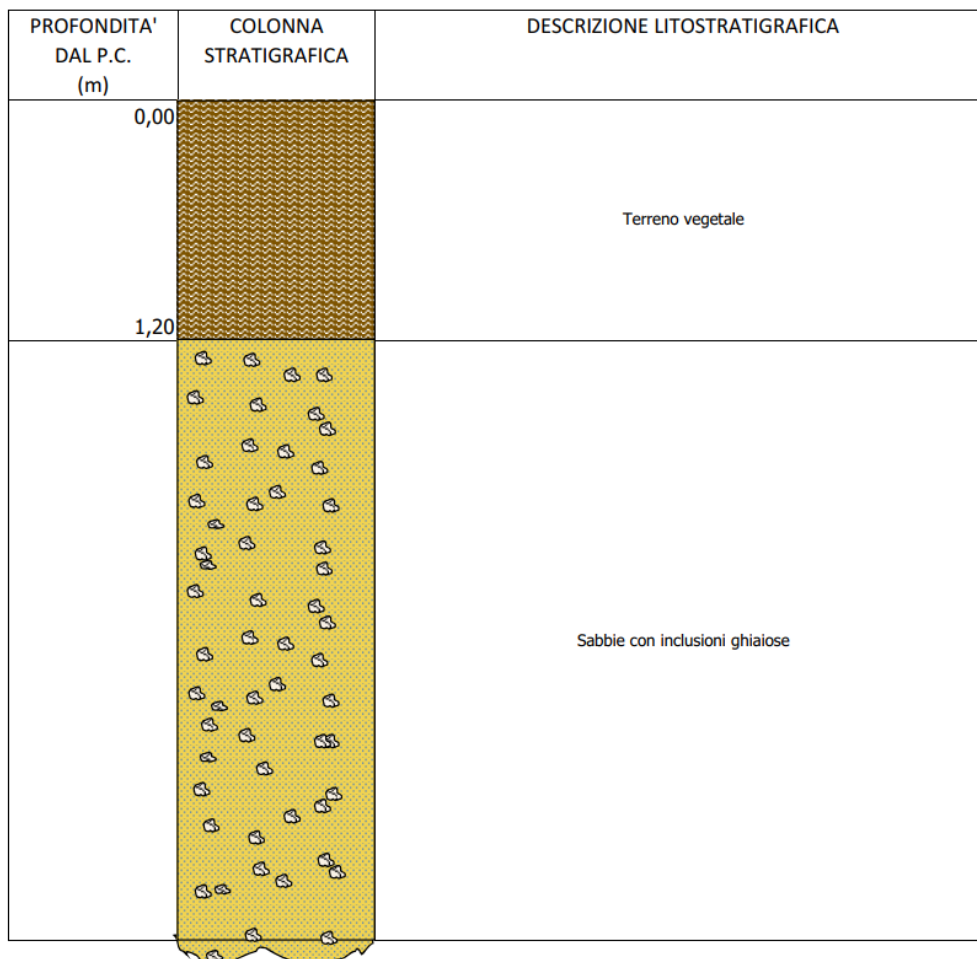 PROFONDITA'
DAL P.C.
(m)
COLONNA
STRATIGRAFICA
DESCRIZIONE LITOSTRATIGRAFICA
0,00
Terreno vegetale
1,20
Sabbie con inclusioni ghiaiose